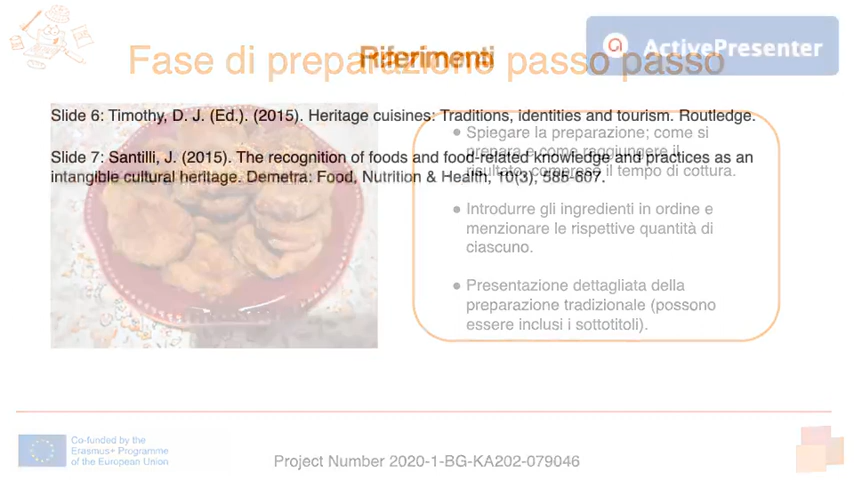 ActivePresenter
Fase di preparazione passo passo
Riferimenti
Slide 6: Timothy, D. J. (Ed.). (2015). Heritage cuisines: Traditions, identities and tourism. Routledge.
Slide 7: Santilli, J. (2015). The recognition of foods and food-related knowledge and practices as an
intangible cultural heritage. Demetra: Food, Nutrition & Health, 10(3), 585-607.
● Spiegare la preparazione; come si
prepara e come raggiungere il
risultato, compreso il tempo di cottura.
● Introdurre gli ingredienti in ordine e
menzionare le rispettive quantità di
ciascuno.
● Presentazione dettagliata della
preparazione tradizionale (possono
essere inclusi i sottotitoli).
Co-funded by the
Erasmus+ Programme
of the European Union
Project Number 2020-1-BG-KA202-079046